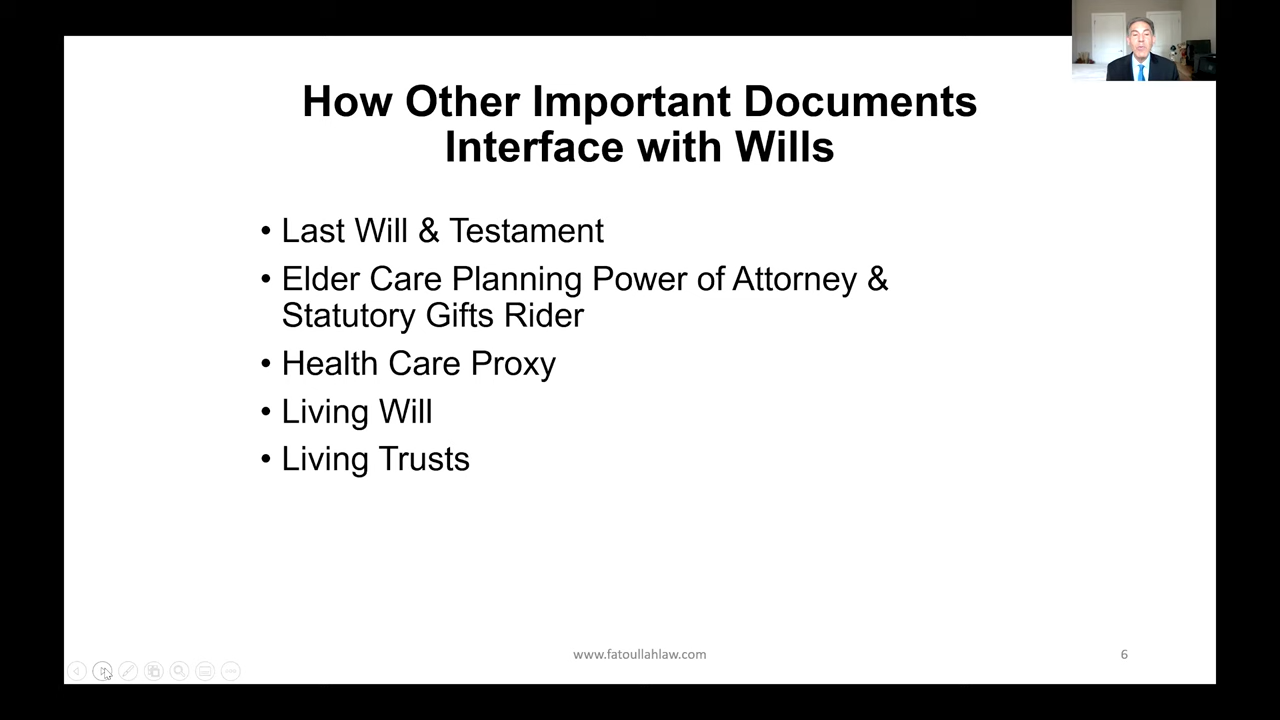 How Other Important Documents
Interface with Wills
• Last Will & Testament
• Elder Care Planning Power of Attorney &
Statutory Gifts Rider
• Health Care Proxy
• Living Will
• Living Trusts
www.fatoullahlaw.com
6